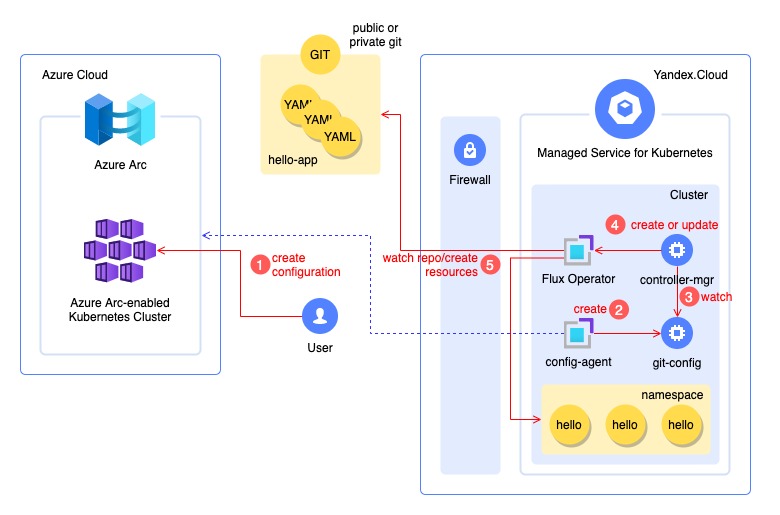 public or
private git
GIT
YAML
YAML
YAML
hello-app
Azure Cloud
Azure Arc
Azure Arc-enabled
Kubernetes Cluster
1
create
configuration
User
Yandex.Cloud
Firewall
Managed Service for Kubernetes
Cluster
4
create or update
watch repo/create
resources
5
Flux Operator
controller-mgr
3
watch
create
2
config-agent
git-config
namespace
hello
hello
hello